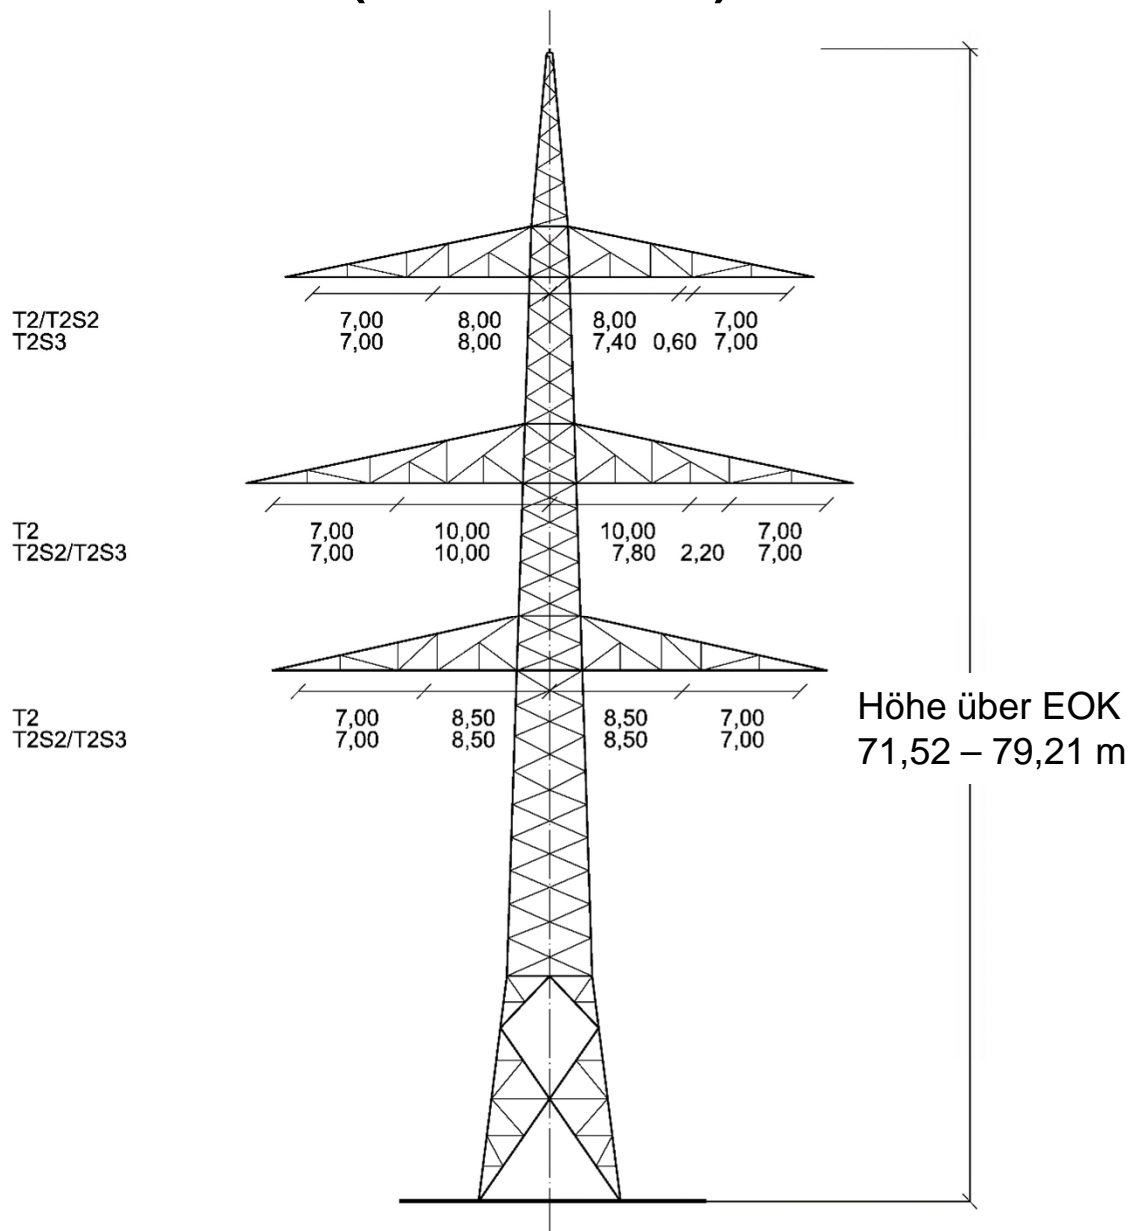 T2/T2S2 7,00 8,00 8,00 7,00
T2S3 7,00 8,00 7,40 0,60 7,00
T2 7,00 10,00 10,00 7,00
T2S2/T2S3 7,00 10,00 7,80 2,20 7,00
T2 7,00 8,50 8,50 7,00
T2S2/T2S3 7,00 8,50 8,50 7,00
Höhe über EOK
71,52 – 79,21 m